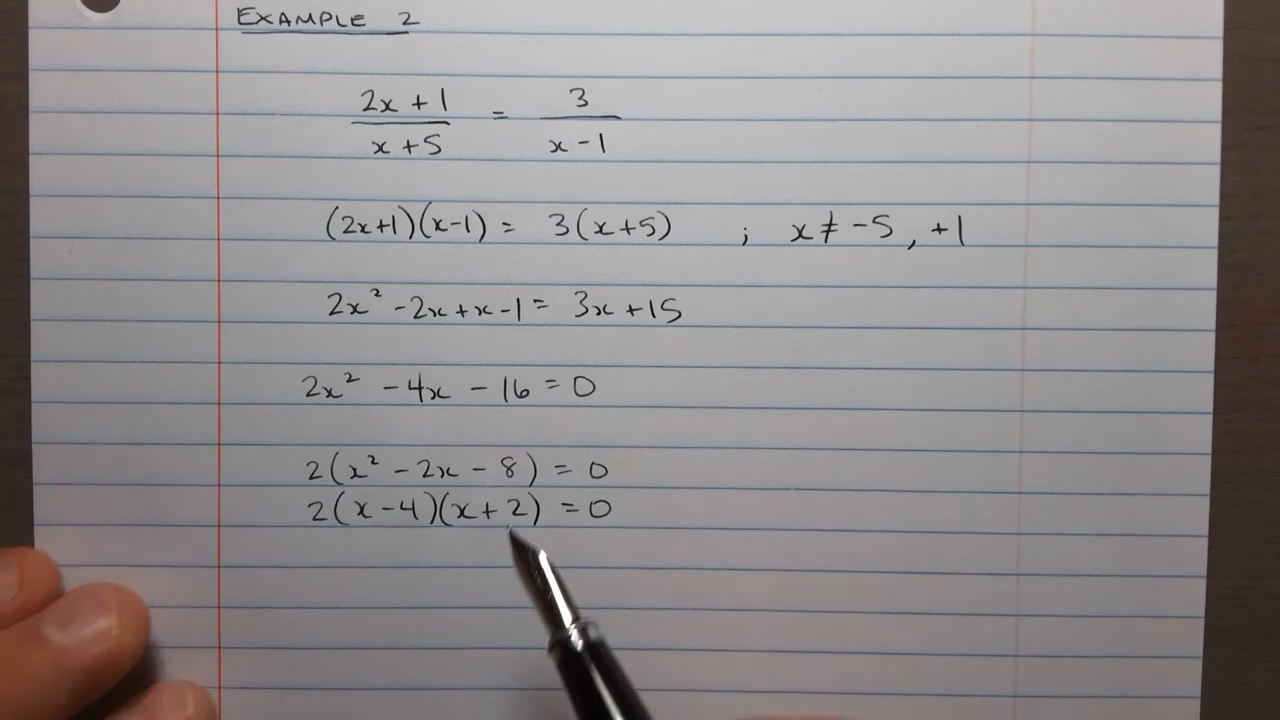 EXAMPLE 2
2x + 1 / x + 5 = 3 / x - 1
(2x+1)(x-1) = 3(x+5) ; x ≠ -5, +1
2x² - 2x + x - 1 = 3x + 15
2x² - 4x - 16 = 0
2(x² - 2x - 8) = 0
2(x - 4)(x + 2) = 0